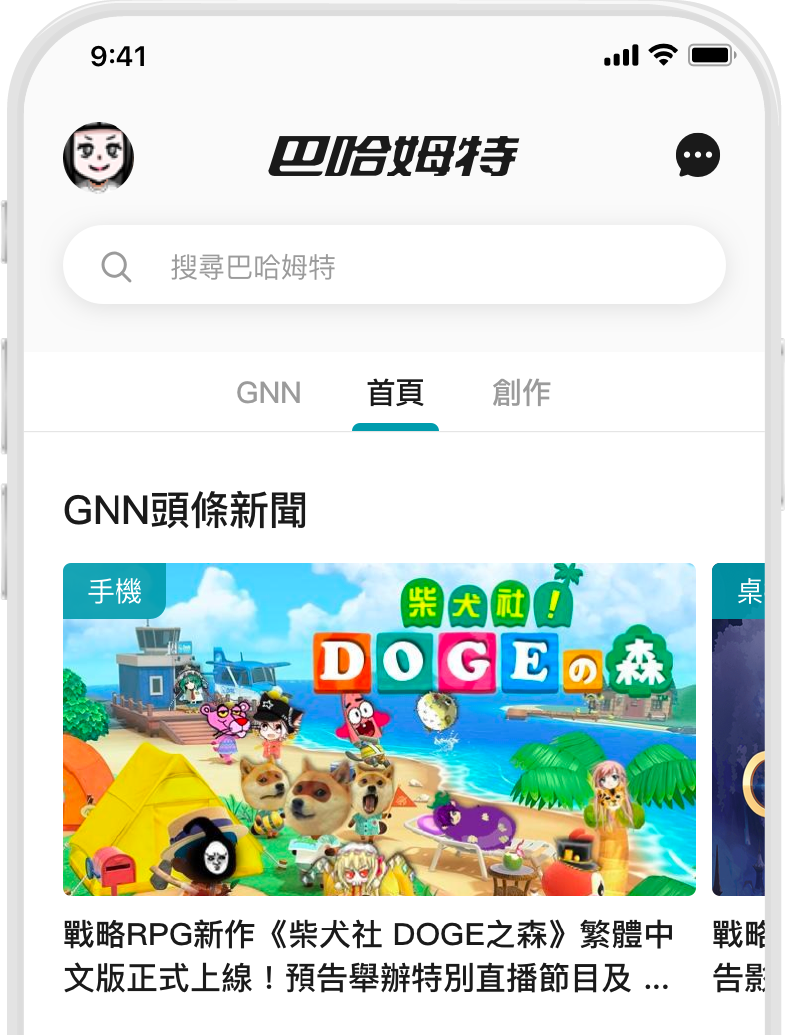 9:41
巴哈姆特
搜尋巴哈姆特
GNN 首頁 創作
GNN頭條新聞
手機
桌
柴犬社！
DOGEの森
戰略RPG新作《柴犬社 DOGE之森》繁體中
文版正式上線！預告舉辦特別直播節目及 ...
戰略
告影